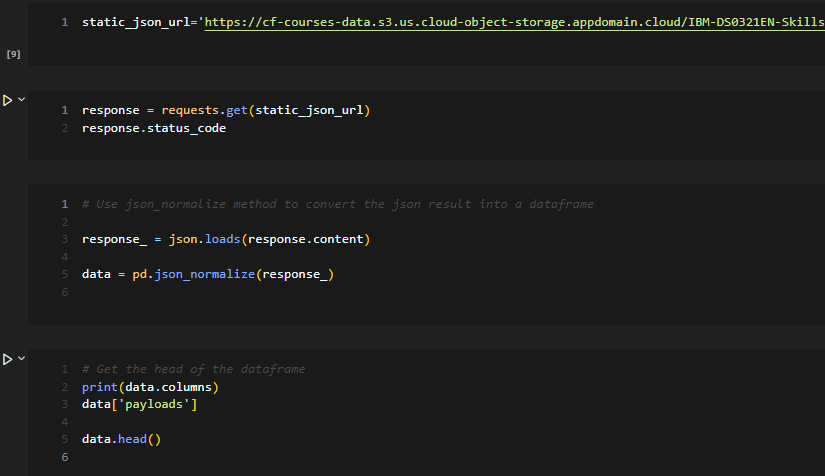 1 static_json_url='https://cf-courses-data.s3.us.cloud-object-storage.appdomain.cloud/IBM-DS0321EN-Skills
[9]
1 response = requests.get(static_json_url)
2 response.status_code
1 # Use json_normalize method to convert the json result into a dataframe
2
3 response_ = json.loads(response.content)
4
5 data = pd.json_normalize(response_)
6
1 # Get the head of the dataframe
2 print(data.columns)
3 data['payloads']
4
5 data.head()
6